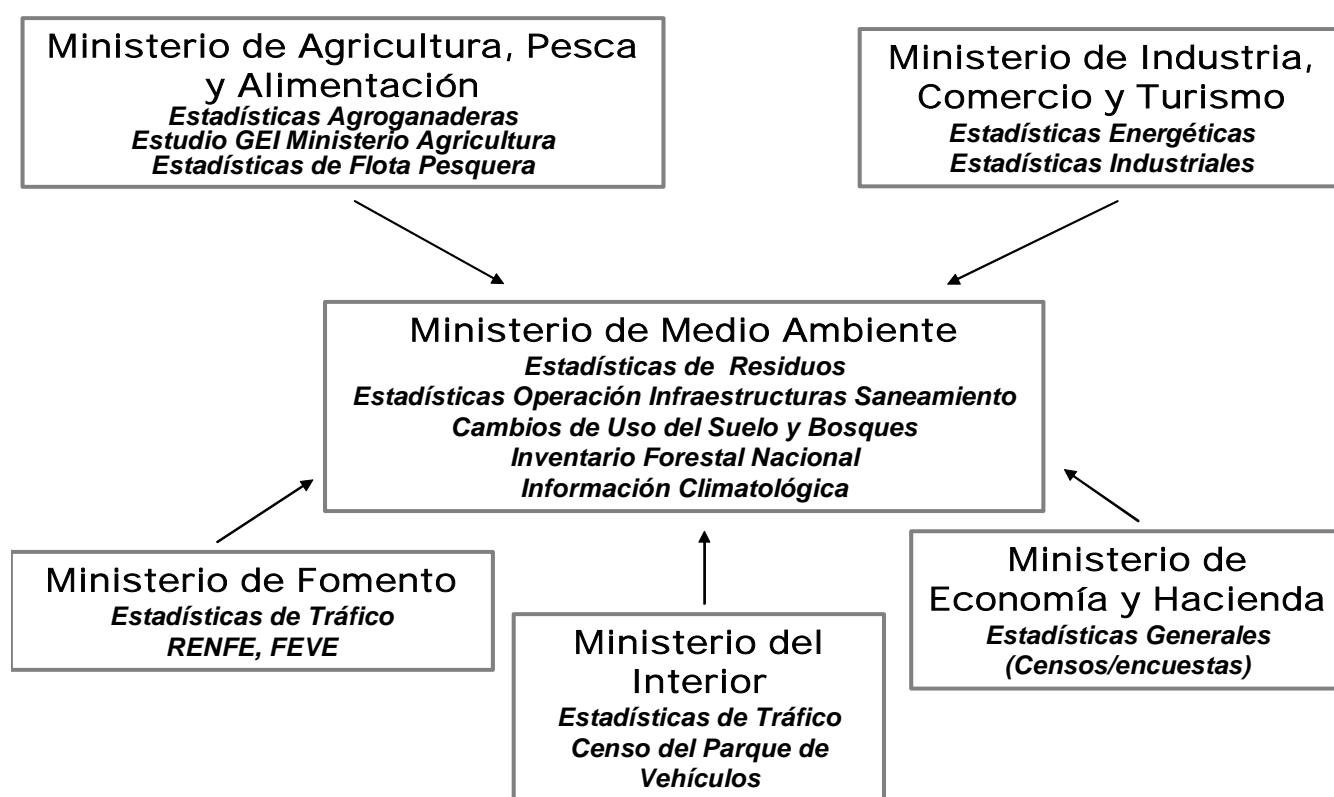 Ministerio de Agricultura, Pesca
y Alimentación
Estadísticas Agroganaderas
Estudio GEI Ministerio Agricultura
Estadísticas de Flota Pesquera
Ministerio de Industria,
Comercio y Turismo
Estadísticas Energéticas
Estadísticas Industriales
Ministerio de Medio Ambiente
Estadísticas de Residuos
Estadísticas Operación Infraestructuras Saneamiento
Cambios de Uso del Suelo y Bosques
Inventario Forestal Nacional
Información Climatológica
Ministerio de Fomento
Estadísticas de Tráfico
RENFE, FEVE
Ministerio del
Interior
Estadísticas de Tráfico
Censo del Parque de
Vehículos
Ministerio de
Economía y Hacienda
Estadísticas Generales
(Censos/encuestas)